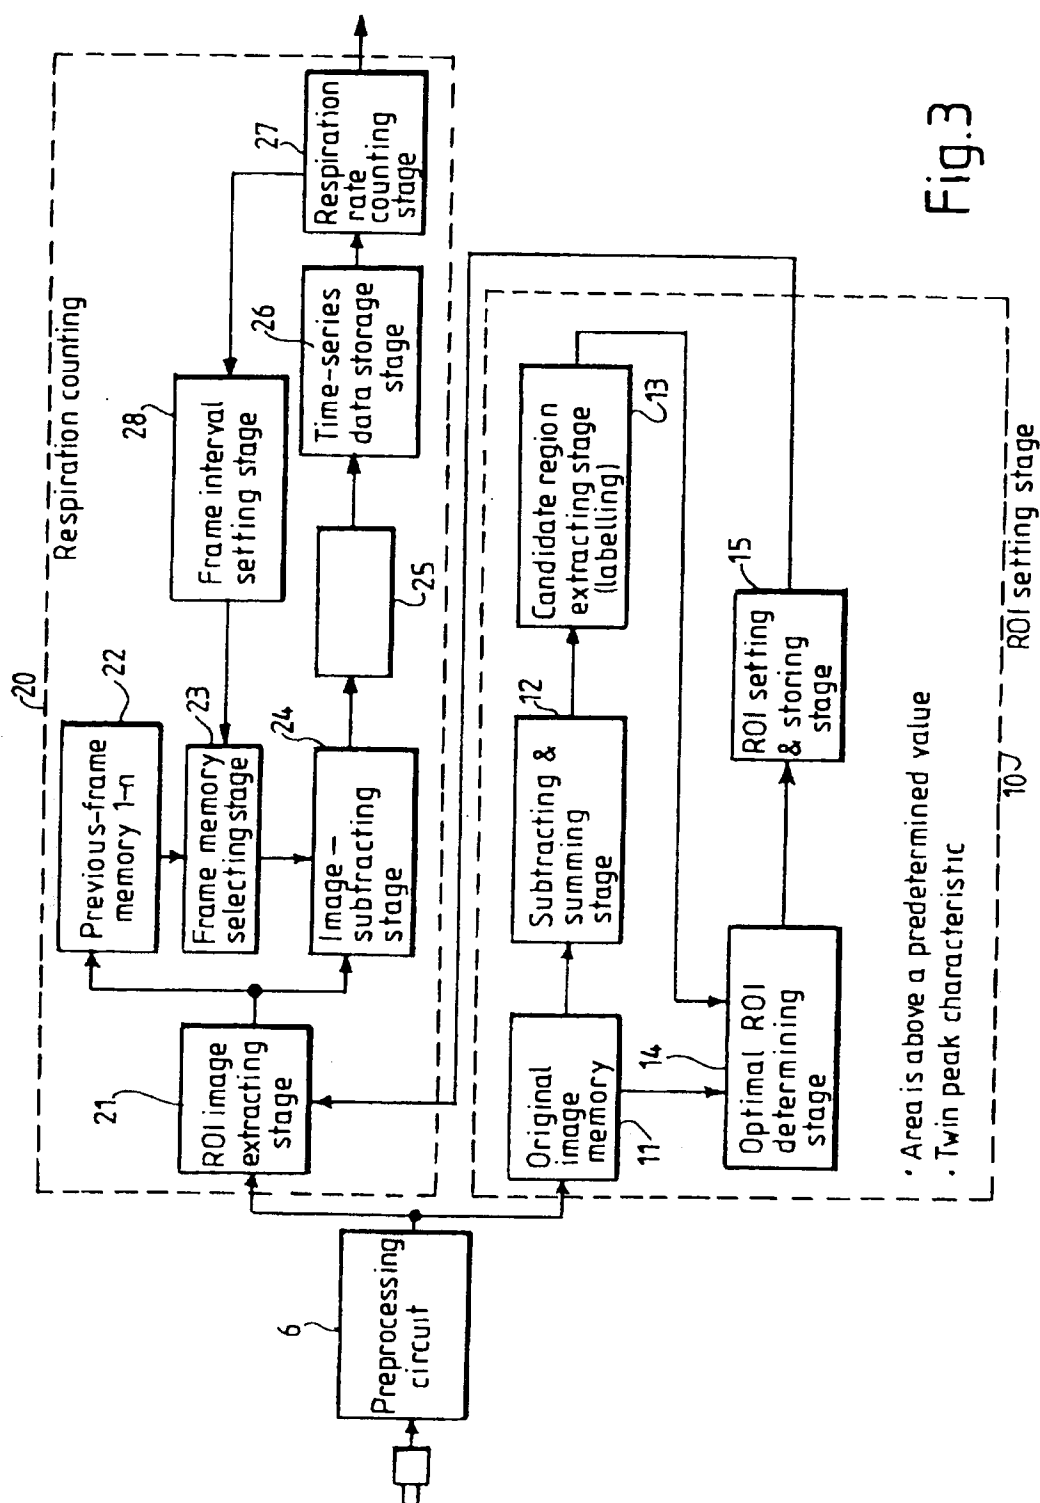 Respiration counting
20
Previous-frame
memory 1-n
22
Frame interval
setting stage
28
Frame memory
selecting stage
23
ROI image
extracting
stage
21
Image-
subtracting
stage
24
25
Time-series
data storage
stage
26
Respiration
rate
counting
stage
27
Preprocessing
circuit
6
Original
image
memory
11
Subtracting &
summing
stage
12
Candidate region
extracting stage
(labelling)
13
Optimal ROI
determining
stage
14
ROI setting
& storing
stage
15
· Area is above a predetermined value
· Twin peak characteristic
10
ROI setting stage
Fig.3